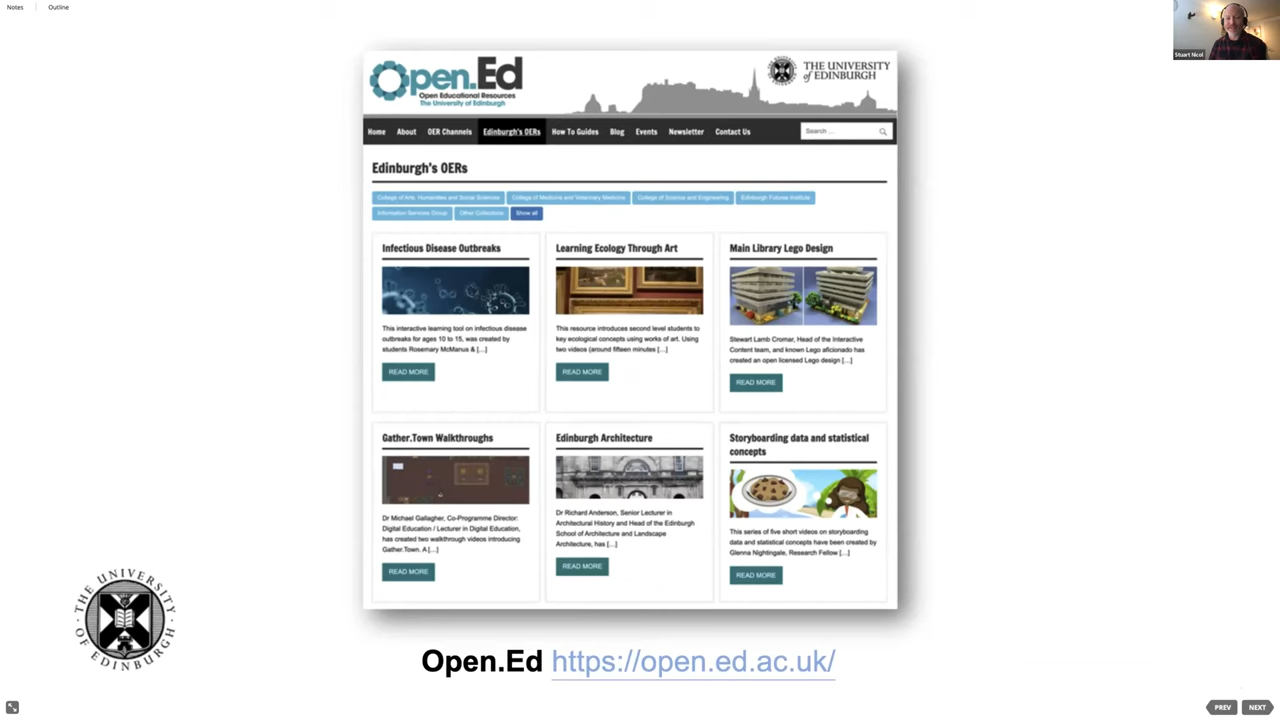 Notes
Outline
Stuart Nicol
Open.Ed
Open Educational Resources
The University of Edinburgh
THE UNIVERSITY
of EDINBURGH
Home About OER Channels Edinburgh's OERs How To Guides Blog Events Newsletter Contact Us Search ...
Edinburgh's OERs
College of Arts, Humanities and Social Sciences College of Medicine and Veterinary Medicine College of Science and Engineering Edinburgh Futures Institute
Information Services Group Other Collections Show all
Infectious Disease Outbreaks
This interactive learning tool on infectious disease
outbreaks for ages 10 to 15, was created by
students Rosemary McManus & [...]
READ MORE
Learning Ecology Through Art
This resource introduces second level students to
key ecological concepts using works of art. Using
two videos (around fifteen minutes [...]
READ MORE
Main Library Lego Design
Stewart Lamb Cromar, Head of the Interactive
Content team, and known Lego aficionado has
created an open licensed Lego design [...]
READ MORE
Gather.Town Walkthroughs
Dr Michael Gallagher, Co-Programme Director:
Digital Education / Lecturer in Digital Education,
has created two walkthrough videos introducing
Gather.Town. A [...]
READ MORE
Edinburgh Architecture
Dr Richard Anderson, Senior Lecturer in
Architectural History and Head of the Edinburgh
School of Architecture and Landscape
Architecture, has [...]
READ MORE
Storyboarding data and statistical
concepts
This series of five short videos on storyboarding
data and statistical concepts have been created by
Glenna Nightingale, Research Fellow [...]
READ MORE
THE UNIVERSITY
OF EDINBURGH
Open.Ed https://open.ed.ac.uk/
PREV
NEXT